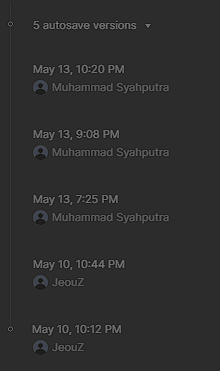 5 autosave versions
May 13, 10:20 PM
Muhammad Syahputra
May 13, 9:08 PM
Muhammad Syahputra
May 13, 7:25 PM
Muhammad Syahputra
May 10, 10:44 PM
JeouZ
May 10, 10:12 PM
JeouZ